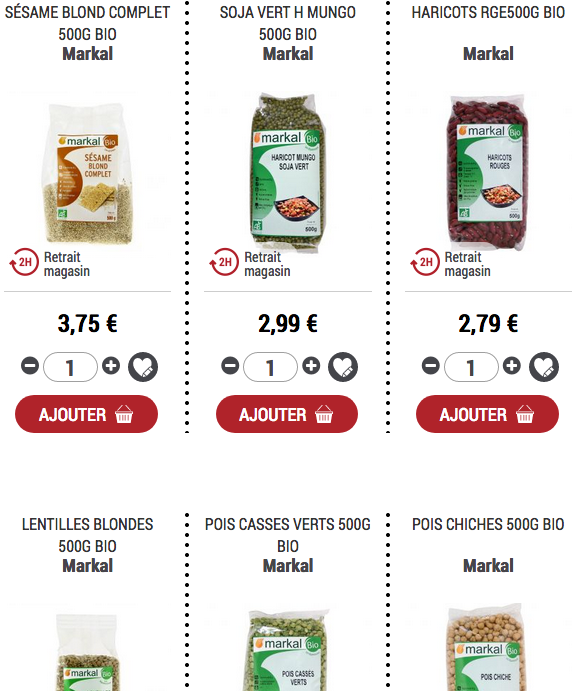 SÉSAME BLOND COMPLET
500G BIO
Markal
markal Bio
SÉSAME
BLOND
COMPLET
500 g
2H Retrait
magasin
3,75 €
1
AJOUTER
SOJA VERT H MUNGO
500G BIO
Markal
markal Bio
HARICOT MUNGO
SOJA VERT
500g
2H Retrait
magasin
2,99 €
1
AJOUTER
HARICOTS RGE500G BIO
Markal
markal Bio
HARICOTS
ROUGES
500g
2H Retrait
magasin
2,79 €
1
AJOUTER
LENTILLES BLONDES
500G BIO
Markal
markal Bio
POIS CASSES VERTS 500G
BIO
Markal
markal Bio
POIS CASSÉS
VERTS
POIS CHICHES 500G BIO
Markal
markal Bio
POIS CHICHE